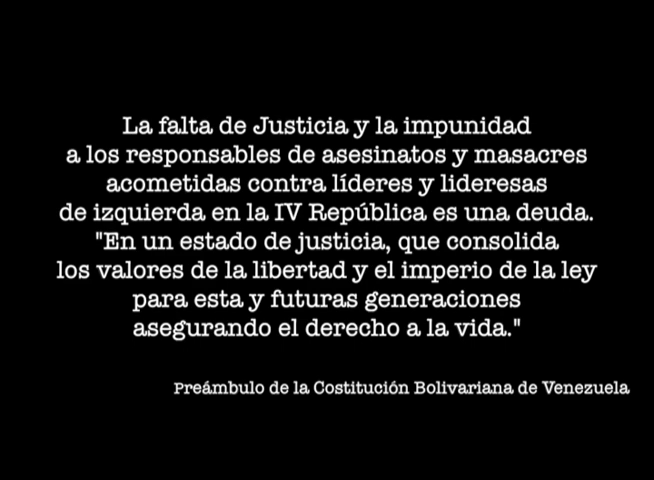 La falta de Justicia y la impunidad
a los responsables de asesinatos y masacres
acometidas contra líderes y lideresas
de izquierda en la IV República es una deuda.
"En un estado de justicia, que consolida
los valores de la libertad y el imperio de la ley
para esta y futuras generaciones
asegurando el derecho a la vida."
Preámbulo de la Costitución Bolivariana de Venezuela